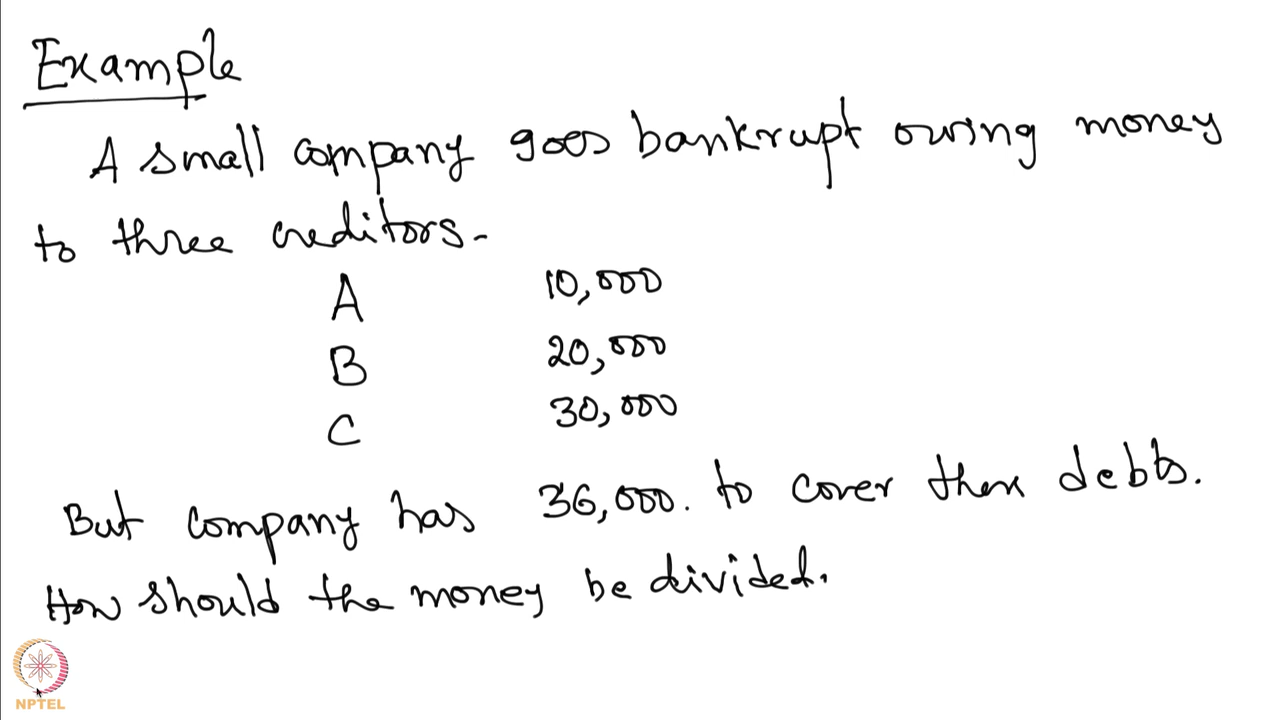 Example
A small company goes bankrupt owing money
to three creditors.
A 10,000
B 20,000
C 30,000
But company has 36,000. to cover these debts.
How should the money be divided.
NPTEL